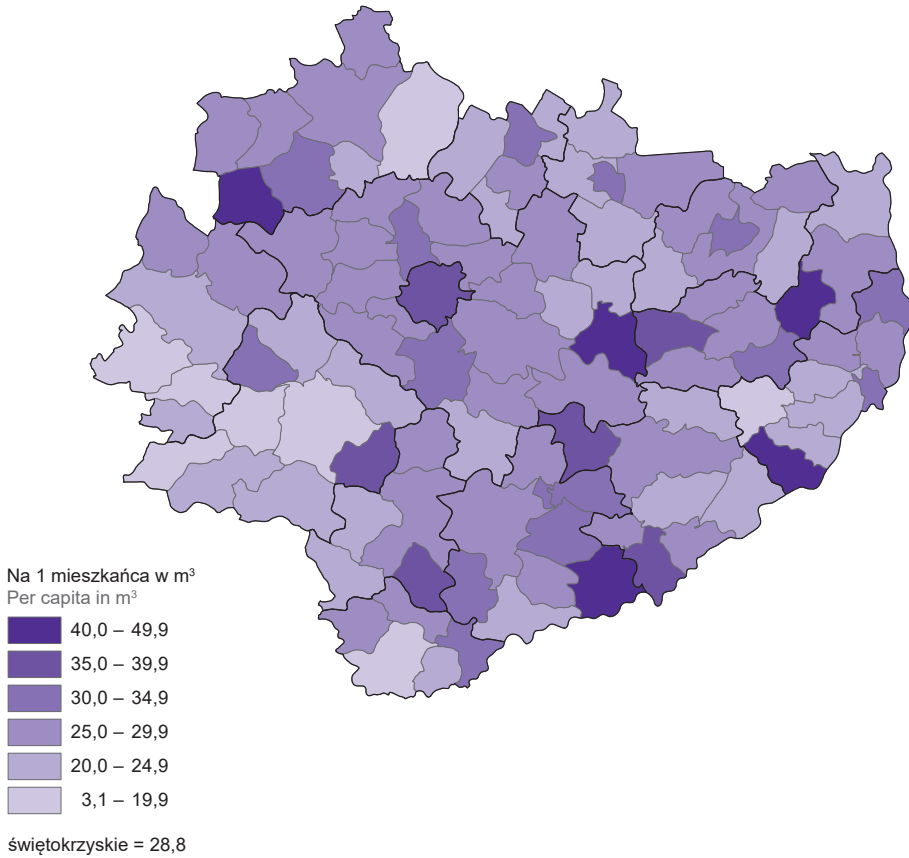 Na 1 mieszkańca w m³
Per capita in m³
40,0 – 49,9
35,0 – 39,9
30,0 – 34,9
25,0 – 29,9
20,0 – 24,9
3,1 – 19,9
świętokrzyskie = 28,8